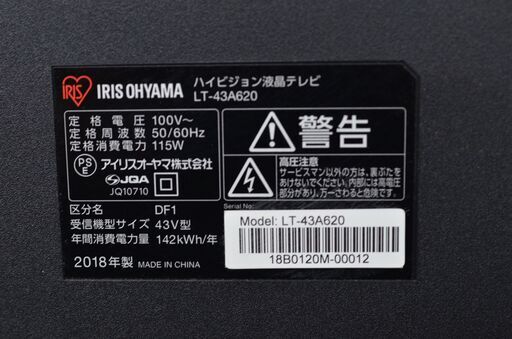 IRIS IRIS OHYAMA
ハイビジョン液晶テレビ
LT-43A620
定格電圧 100V～
定格周波数 50/60Hz
定格消費電力 115W
PSE アイリスオーヤマ株式会社
JQA
JQ10710
区分名 DF1
受信機型サイズ 43V型
年間消費電力量 142kWh/年
2018年製 MADE IN CHINA
警告
高圧注意
サービスマン以外の方は、裏ぶたを
あけないでください。内部には高圧
部分があり、万一さわると危険です。
Serial No:
Model: LT-43A620
18B0120M-00012